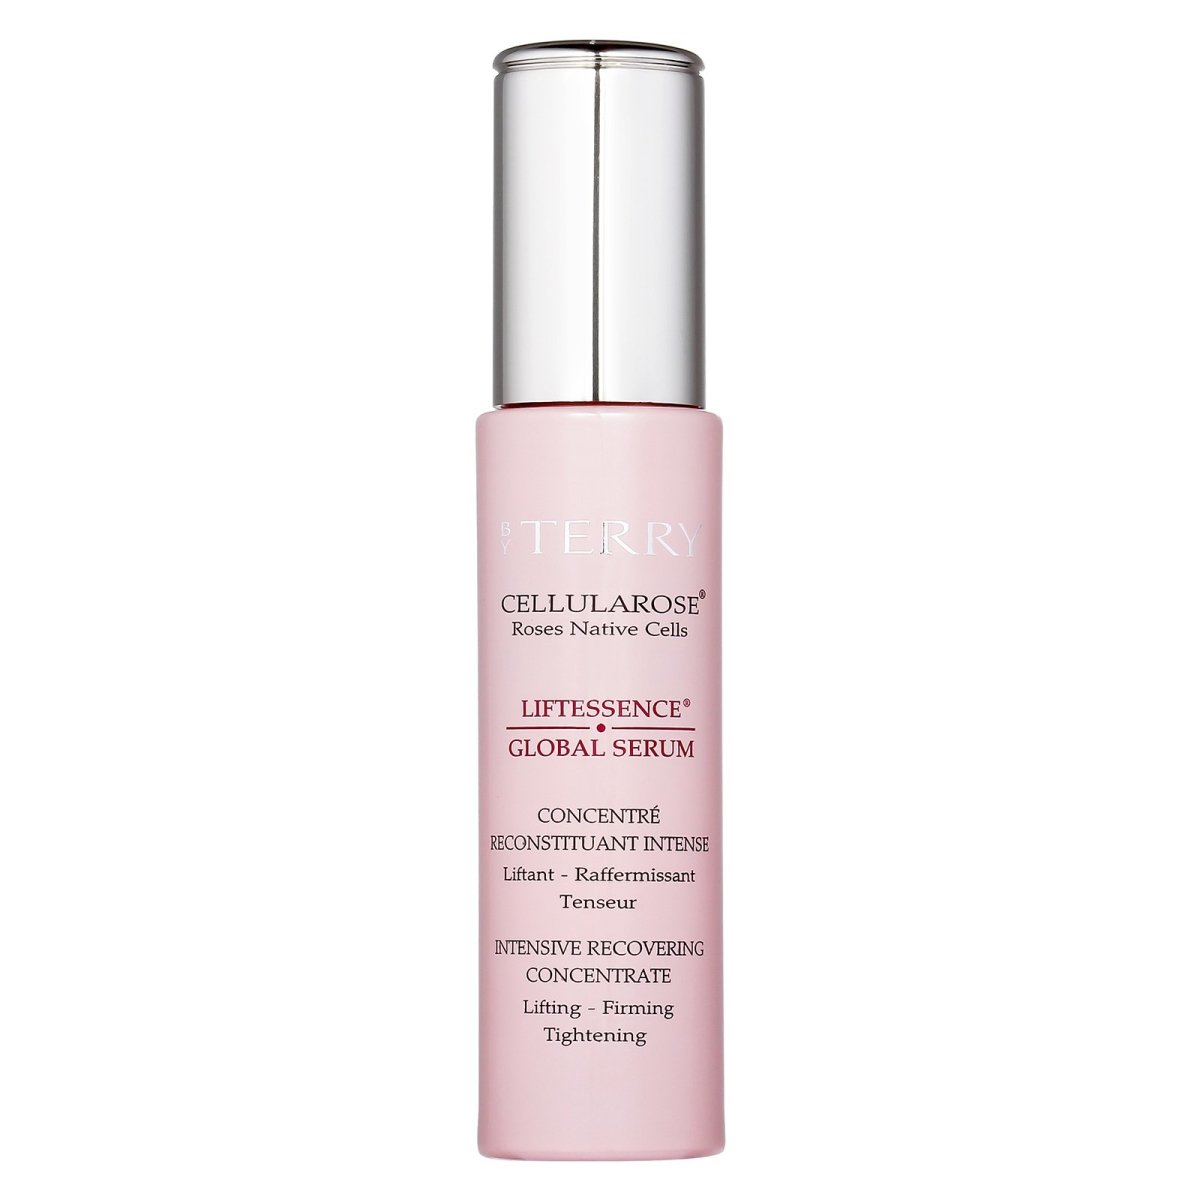 BY TERRY
CELLULAROSE®
Roses Native Cells
LIFTESSENCE®
GLOBAL SERUM
CONCENTRÉ
RECONSTITUANT INTENSE
Liftant - Raffermissant
Tenseur
INTENSIVE RECOVERING
CONCENTRATE
Lifting - Firming
Tightening